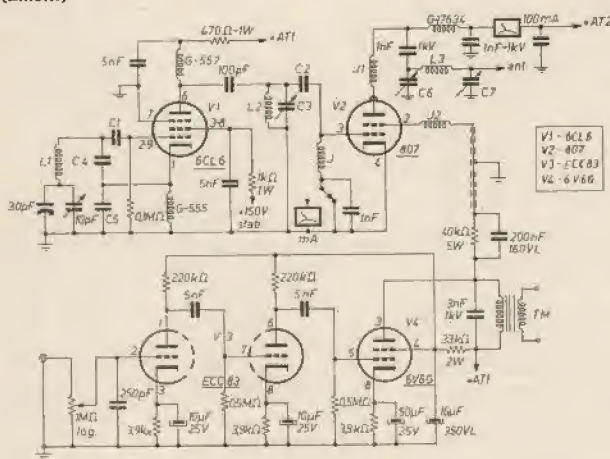 470Ω-1W
+AT1
5nF
G-557
100pF
C2
V1
6CL6
7
6
2-9
3-8
1
C1
L1
C4
C5
30pF
10pF
0,1MΩ
G-555
5nF
1kΩ
1W
+150V
stab.
L2
C3
mA
1nF
J
J1
V2
807
3
4
2
J2
1nF
1kV
G-17634
1nF-1kV
100mA
+AT2
L3
ant
C6
C7
V1-6CL6
V2-807
V3-ECC83
V4-6V6G
40kΩ
5W
200nF
160VL
220kΩ
5nF
220kΩ
5nF
V3
ECC83
V4
6V6G
1
2
3
6
7
8
3
4
5
8
3nF
1kV
TM
33kΩ
2W
+AT1
1MΩ
log.
250pF
3,9kΩ
10µF
25V
0,5MΩ
3,9kΩ
10µF
25V
0,5MΩ
3,9kΩ
50µF
25V
350VL